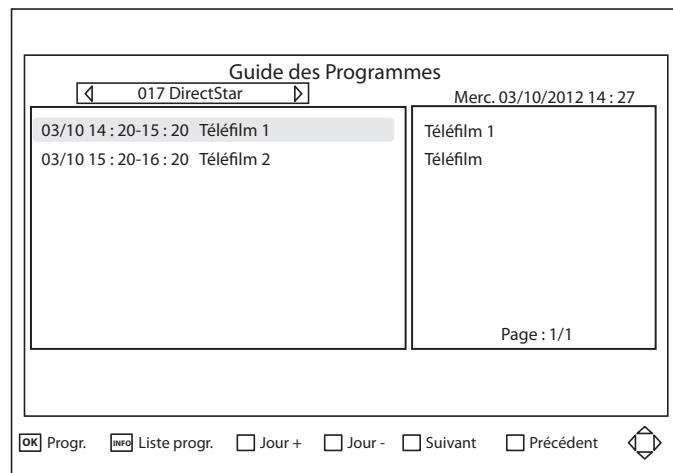 Guide des Programmes
017 DirectStar
Merc. 03/10/2012 14 : 27
03/10 14 : 20-15 : 20 Téléfilm 1
03/10 15 : 20-16 : 20 Téléfilm 2
Téléfilm 1
Téléfilm
Page : 1/1
OK Progr. INFO Liste progr. Jour + Jour - Suivant Précédent